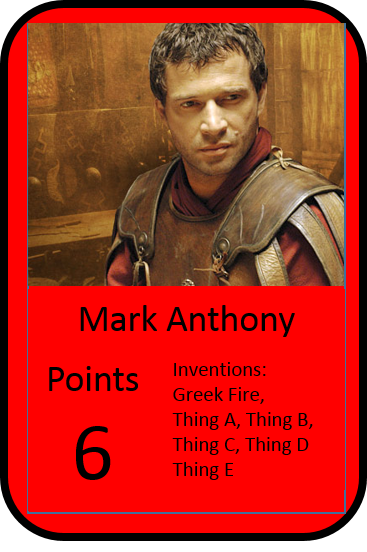 Mark Anthony
Points
6
Inventions:
Greek Fire,
Thing A, Thing B,
Thing C, Thing D
Thing E